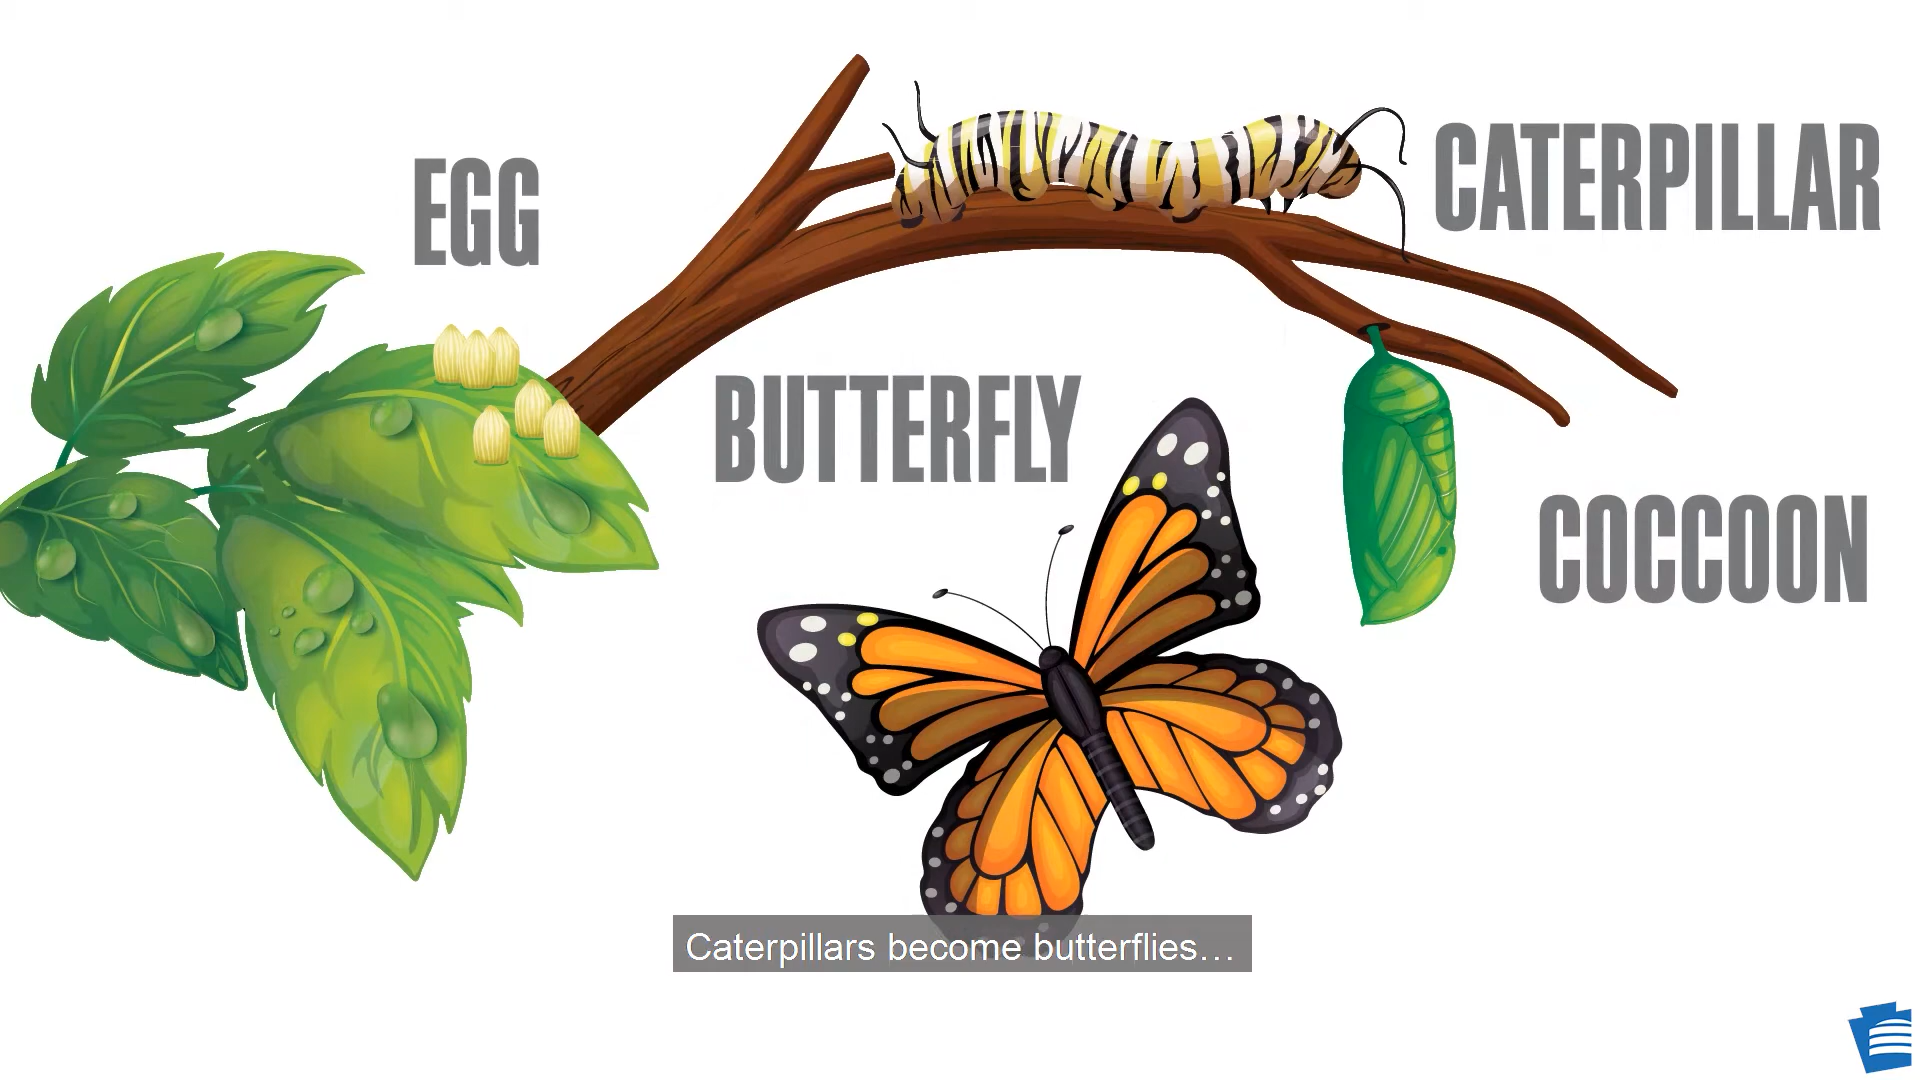 EGG
CATERPILLAR
BUTTERFLY
COCCOON
Caterpillars become butterflies…